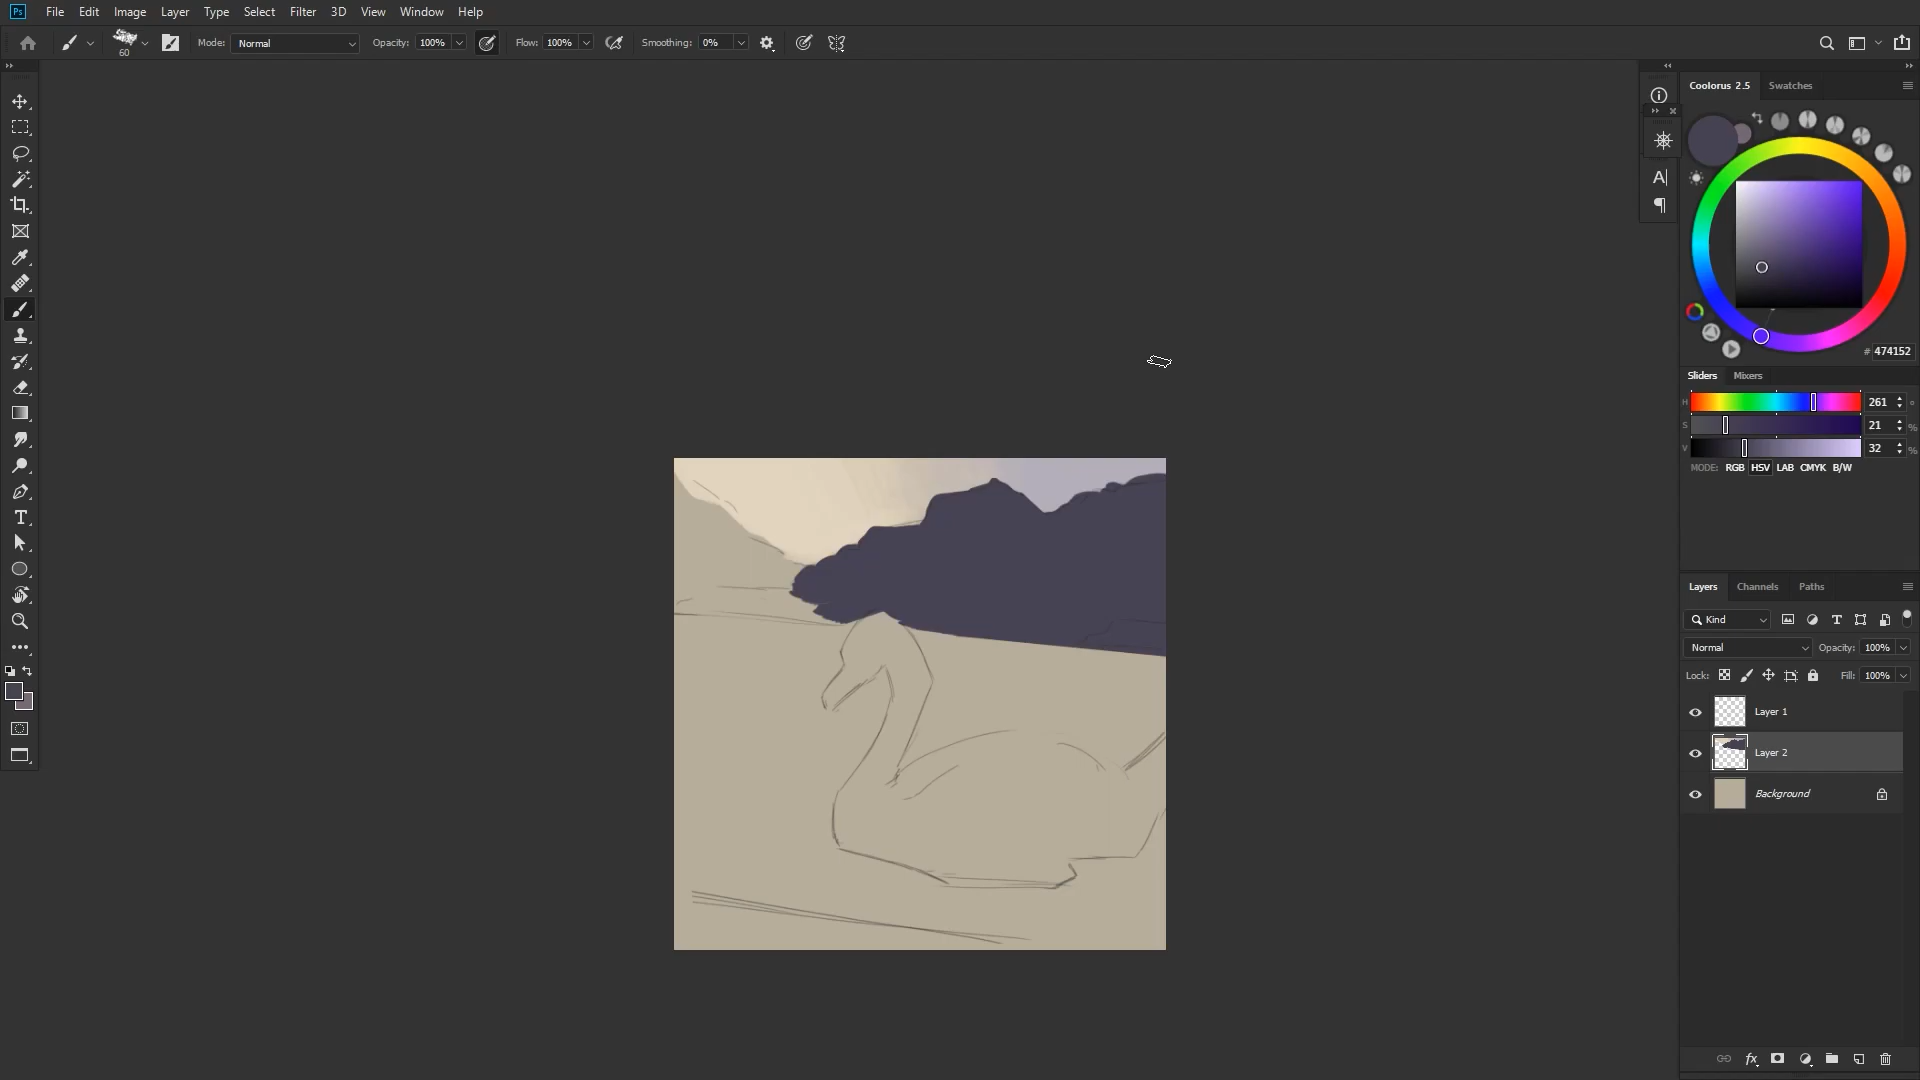 Ps File Edit Image Layer Type Select Filter 3D View Window Help
60 Mode: Normal Opacity: 100% Flow: 100% Smoothing: 0%
Coolorus 2.5 Swatches
# 474152
Sliders Mixers
H 261 °
S 21 %
V 32 %
MODE: RGB HSV LAB CMYK B/W
Layers Channels Paths
Kind
Normal Opacity: 100%
Lock: Fill: 100%
Layer 1
Layer 2
Background